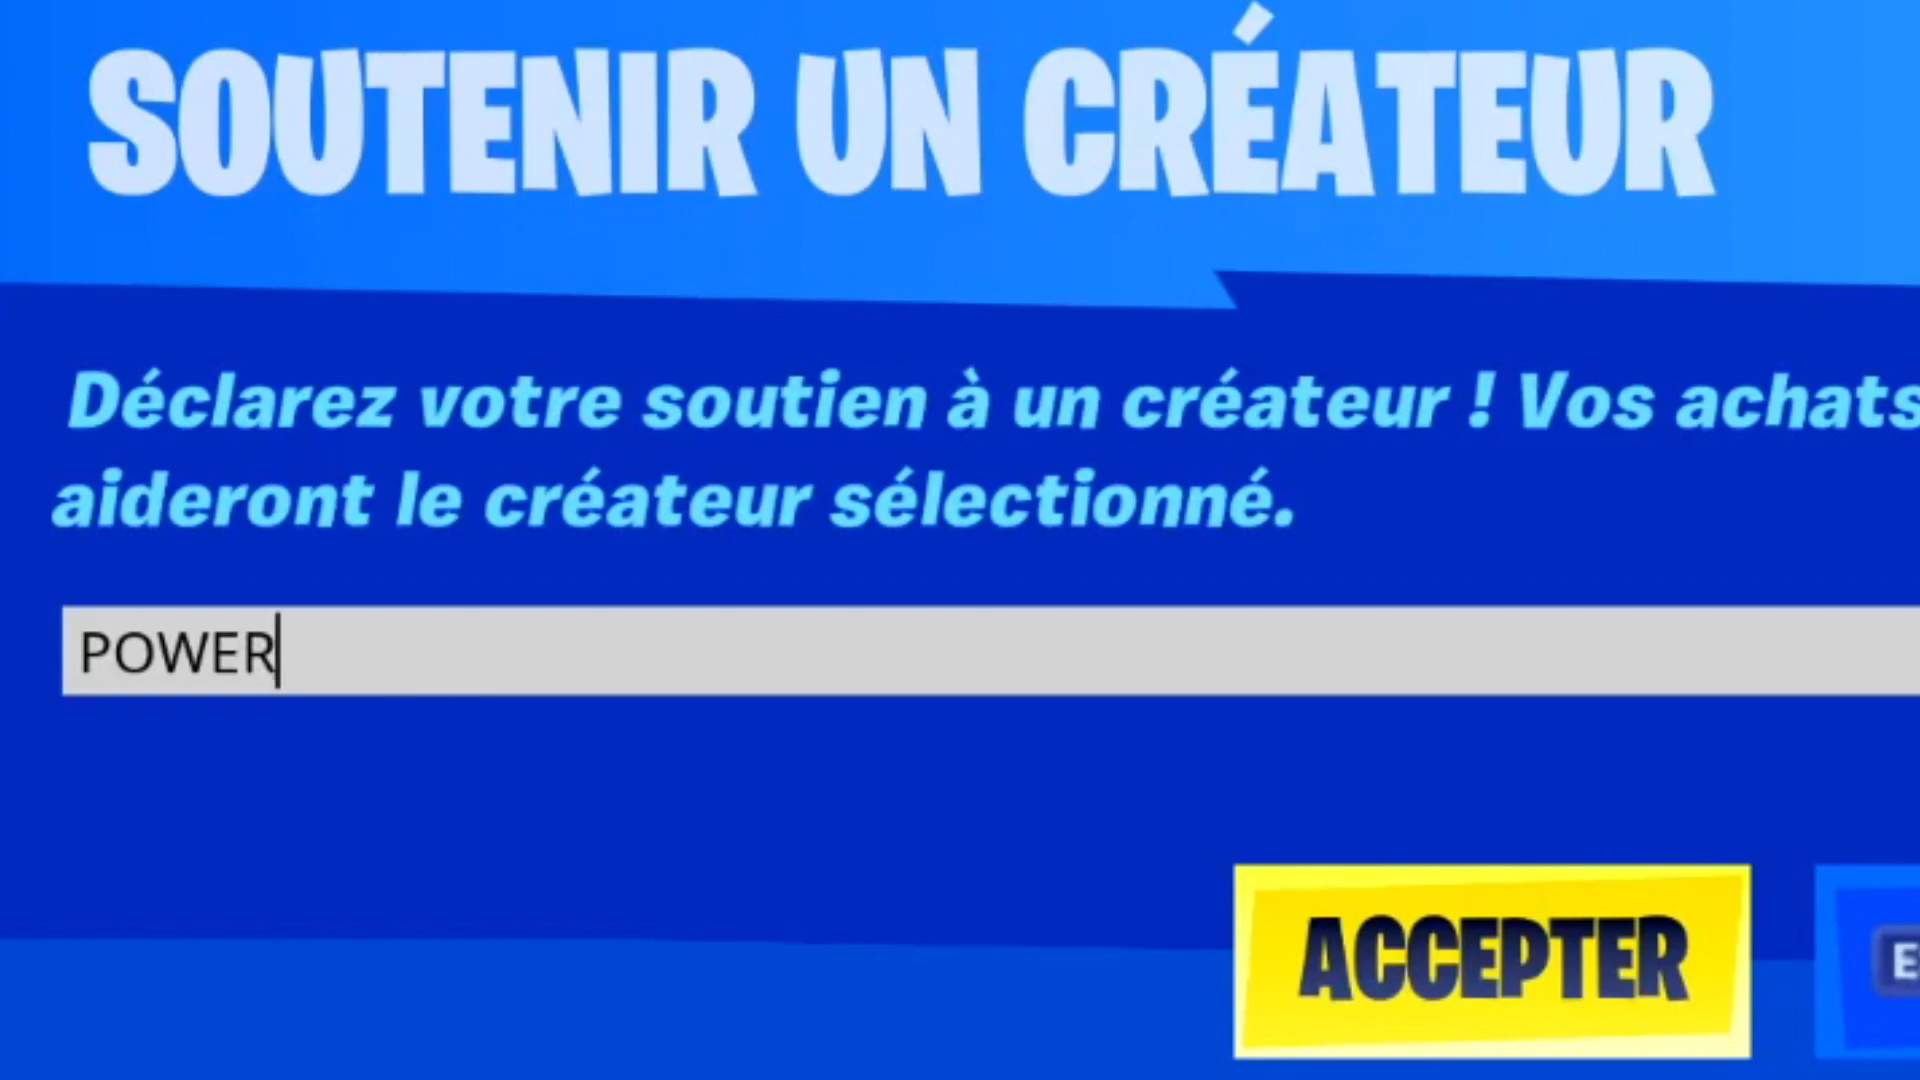 SOUTENIR UN CRÉATEUR
Déclarez votre soutien à un créateur ! Vos achats
aideront le créateur sélectionné.
POWER
ACCEPTER